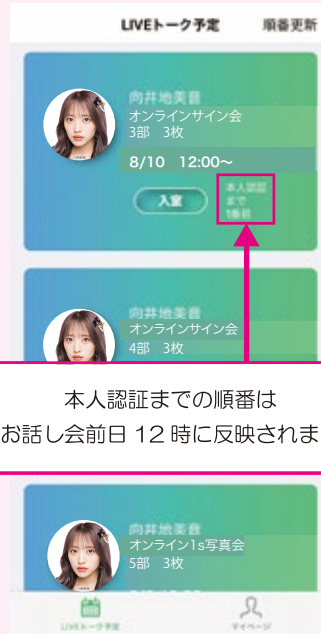 LIVEトーク予定
順番更新
向井地美音
オンラインサイン会
3部 3枚
8/10 12:00〜
入室
本人認証
まで
1番目
向井地美音
オンラインサイン会
4部 3枚
本人認証までの順番は
お話し会前日 12 時に反映されま
向井地美音
オンライン1s写真会
5部 3枚
LIVEトーク予定
マイページ